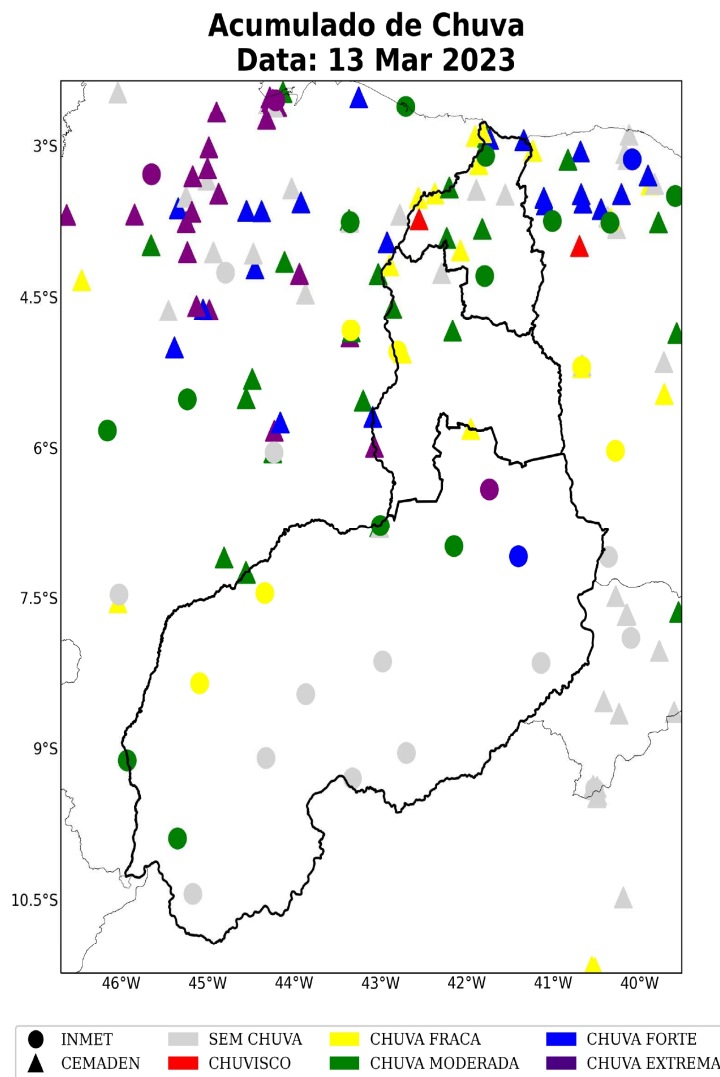 Acumulado de Chuva
Data: 13 Mar 2023
3°S
4.5°S
6°S
7.5°S
9°S
10.5°S
46°W 45°W 44°W 43°W 42°W 41°W 40°W
INMET SEM CHUVA CHUVA FRACA CHUVA FORTE
CEMADEN CHUVISCO CHUVA MODERADA CHUVA EXTREMA